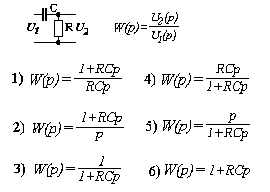 C
U₁ R U₂ W(p)=U₂(p)/U₁(p)
1) W(p)=(1+RCp)/RCp 4) W(p)=RCp/(1+RCp)
2) W(p)=(1+RCp)/p 5) W(p)=p/(1+RCp)
3) W(p)=1/(1+RCp) 6) W(p)=1+RCp